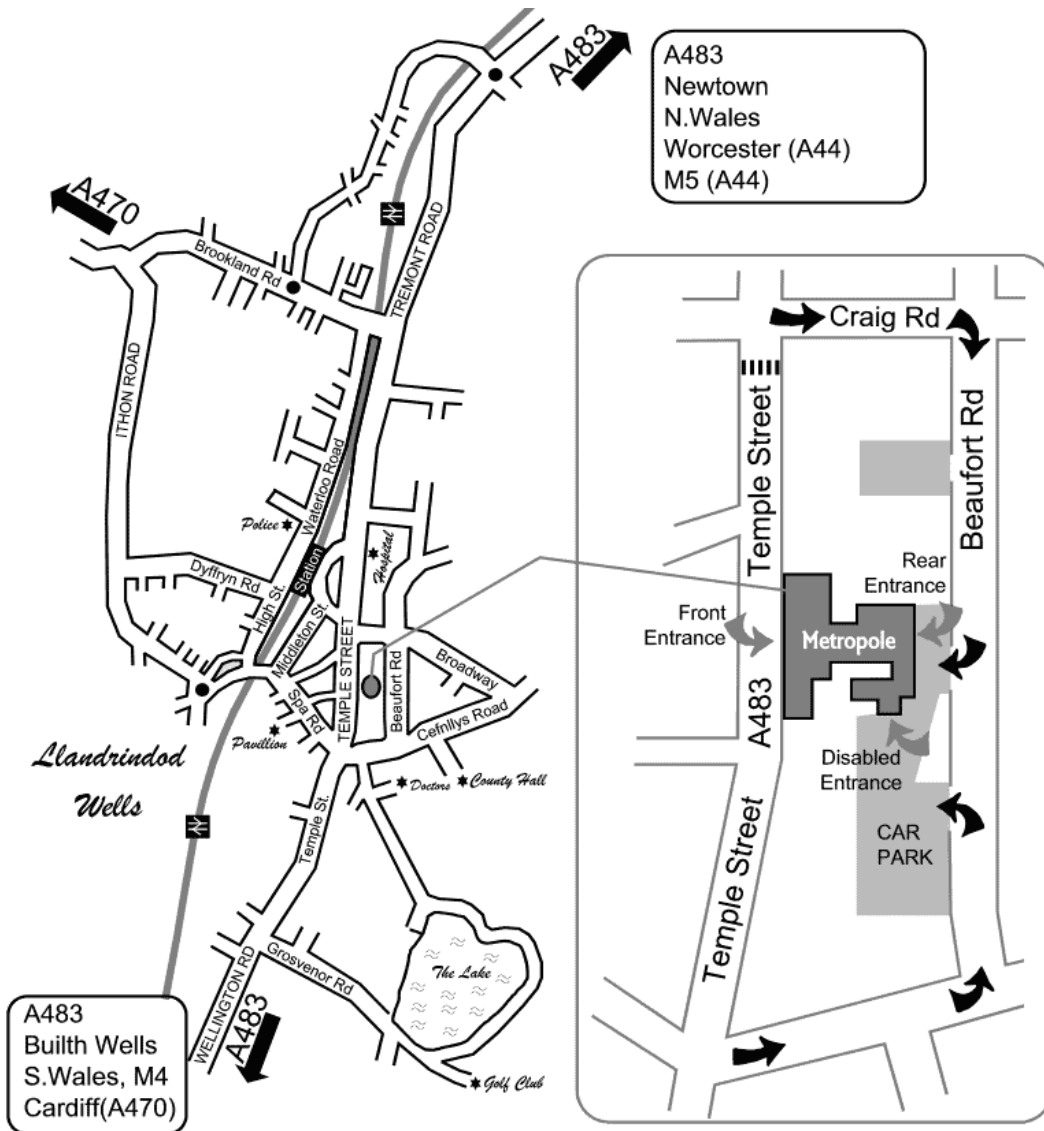 A483
A483
Newtown
N.Wales
Worcester (A44)
M5 (A44)
A470
Brookland Rd
TREMONT ROAD
ITHON ROAD
Waterloo Road
Police
Station
Hospital
Dyffryn Rd
High St.
Middleton St.
TEMPLE STREET
Beaufort Rd
Broadway
Spa Rd
Cefnllys Road
Pavillion
Llandrindod
Wells
Doctors
County Hall
Temple St.
The Lake
Grosvenor Rd
WELLINGTON RD
A483
Golf Club
A483
Builth Wells
S.Wales, M4
Cardiff(A470)
Craig Rd
Temple Street
Beaufort Rd
Rear
Entrance
Front
Entrance
Metropole
A483
Disabled
Entrance
CAR
PARK
Temple Street